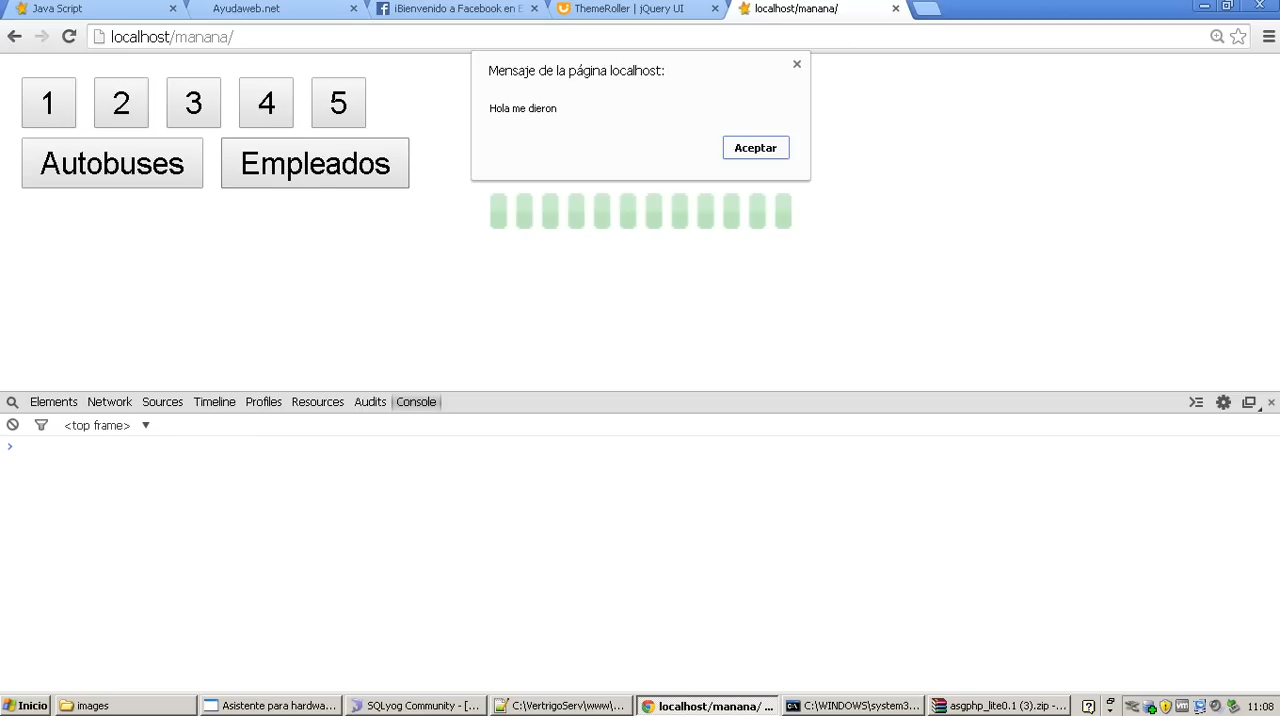 Java Script
Ayudaweb.net
iBienvenido a Facebook en E
ThemeRoller | jQuery UI
localhost/manana/
localhost/manana/
Mensaje de la página localhost:
Hola me dieron
Aceptar
1 2 3 4 5
Autobuses Empleados
Elements Network Sources Timeline Profiles Resources Audits Console
<top frame>
Inicio
images
Asistente para hardwa...
SQLyog Community - [...
C:\VertrigoServ\www\...
localhost/manana/ ...
C:\WINDOWS\system3...
asgphp_lite0.1 (3).zip - ...
11:08